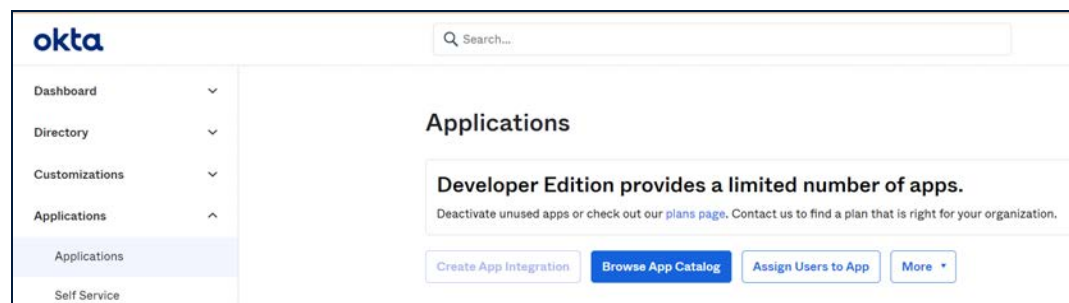 okta
Search...
Dashboard
Directory
Customizations
Applications
Applications
Self Service
Applications
Developer Edition provides a limited number of apps.
Deactivate unused apps or check out our plans page. Contact us to find a plan that is right for your organization.
Create App Integration
Browse App Catalog
Assign Users to App
More